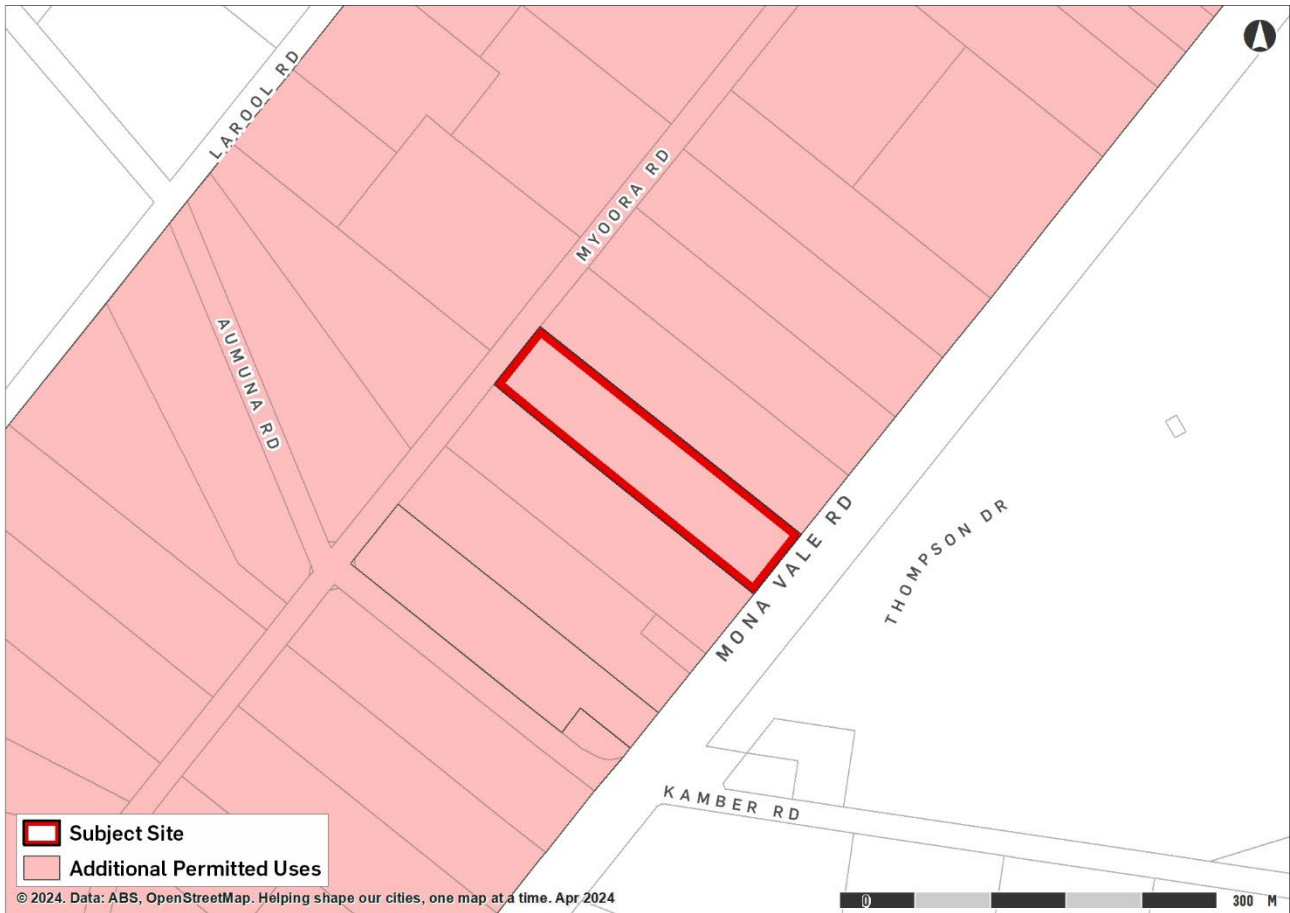 LAROOL RD
MYOORA RD
AUMUNA RD
MONA VALE RD
THOMPSON DR
KAMBER RD
Subject Site
Additional Permitted Uses
© 2024. Data: ABS, OpenStreetMap. Helping shape our cities, one map at a time. Apr 2024
0 300 M